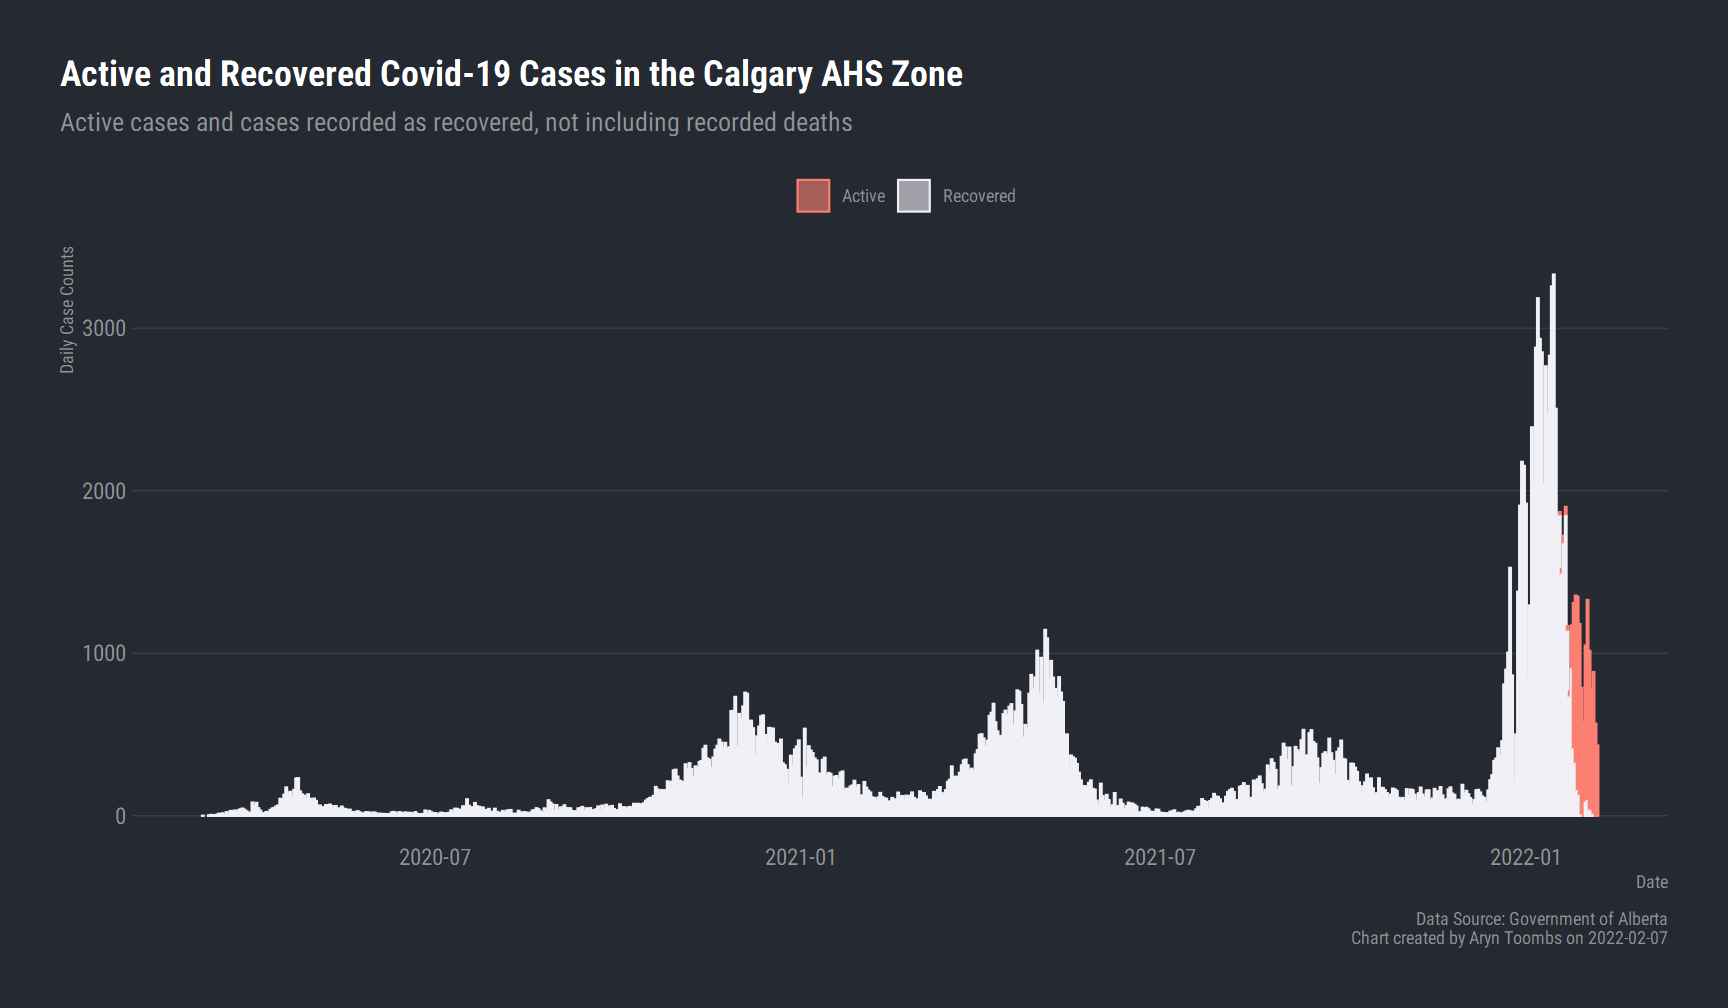 Active and Recovered Covid-19 Cases in the Calgary AHS Zone
Active cases and cases recorded as recovered, not including recorded deaths
Active
Recovered
Daily Case Counts
3000
2000
1000
0
2020-07
2021-01
2021-07
2022-01
Date
Data Source: Government of Alberta
Chart created by Aryn Toombs on 2022-02-07